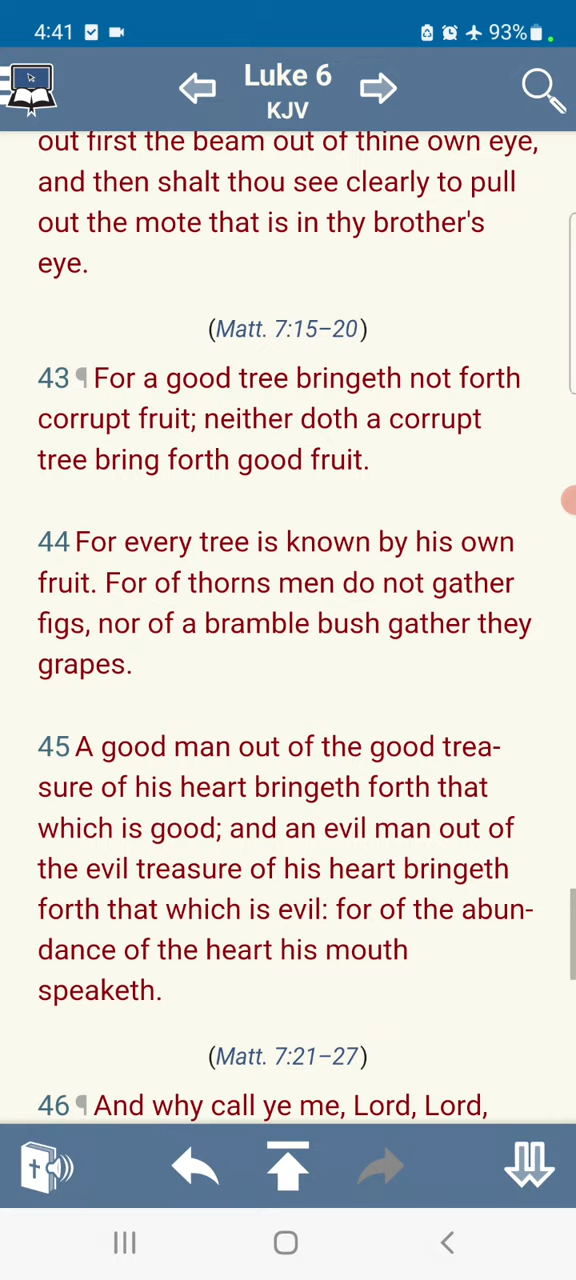 4:41 93%
Luke 6
KJV
out first the beam out of thine own eye,
and then shalt thou see clearly to pull
out the mote that is in thy brother's
eye.
(Matt. 7:15–20)
43 ¶ For a good tree bringeth not forth
corrupt fruit; neither doth a corrupt
tree bring forth good fruit.
44 For every tree is known by his own
fruit. For of thorns men do not gather
figs, nor of a bramble bush gather they
grapes.
45 A good man out of the good trea-
sure of his heart bringeth forth that
which is good; and an evil man out of
the evil treasure of his heart bringeth
forth that which is evil: for of the abun-
dance of the heart his mouth
speaketh.
(Matt. 7:21–27)
46 ¶ And why call ye me, Lord, Lord,